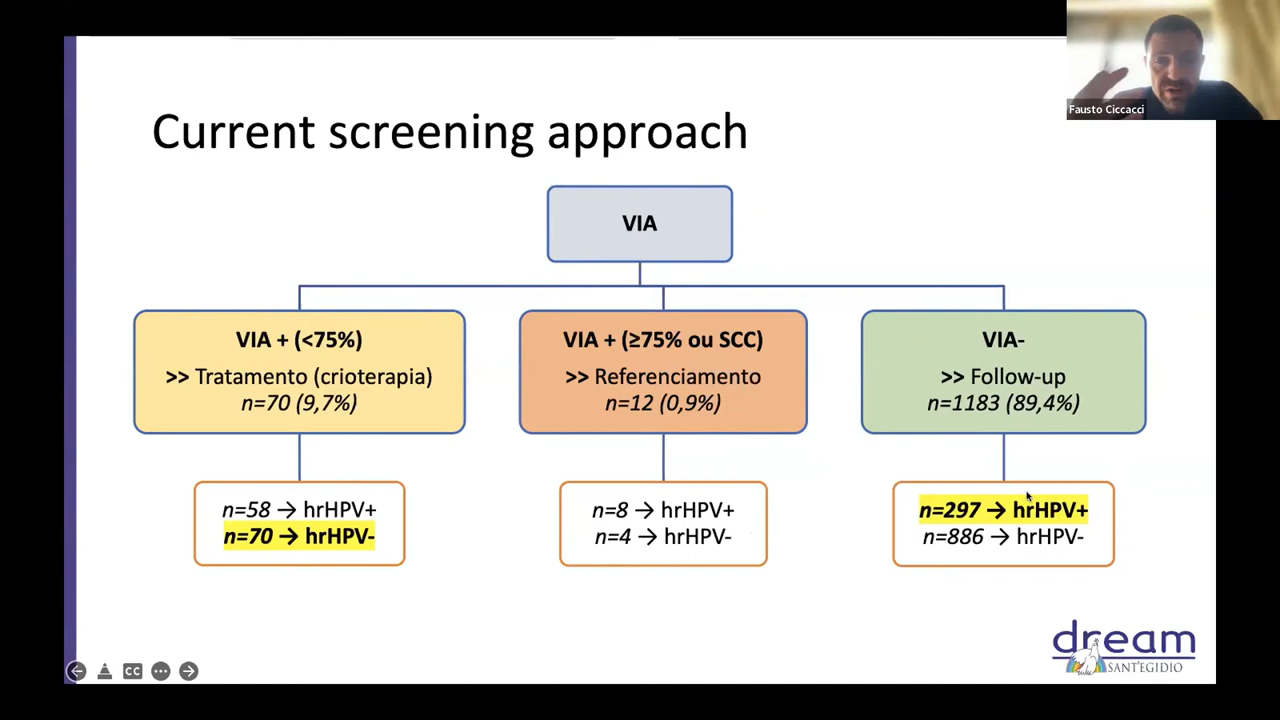 Fausto Ciccacci
Current screening approach
VIA
VIA + (<75%)
>> Tratamento (crioterapia)
n=70 (9,7%)
VIA + (≥75% ou SCC)
>> Referenciamento
n=12 (0,9%)
VIA-
>> Follow-up
n=1183 (89,4%)
n=58 → hrHPV+
n=70 → hrHPV-
n=8 → hrHPV+
n=4 → hrHPV-
n=297 → hrHPV+
n=886 → hrHPV-
CC
dream
SANT'EGIDIO